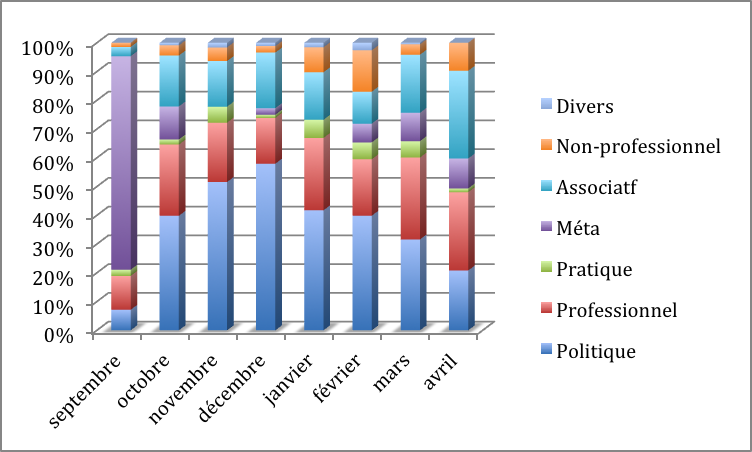 100%
90%
80%
70%
60%
50%
40%
30%
20%
10%
0%
septembre
octobre
novembre
décembre
janvier
février
mars
avril
Divers
Non-professionnel
Associatf
Méta
Pratique
Professionnel
Politique